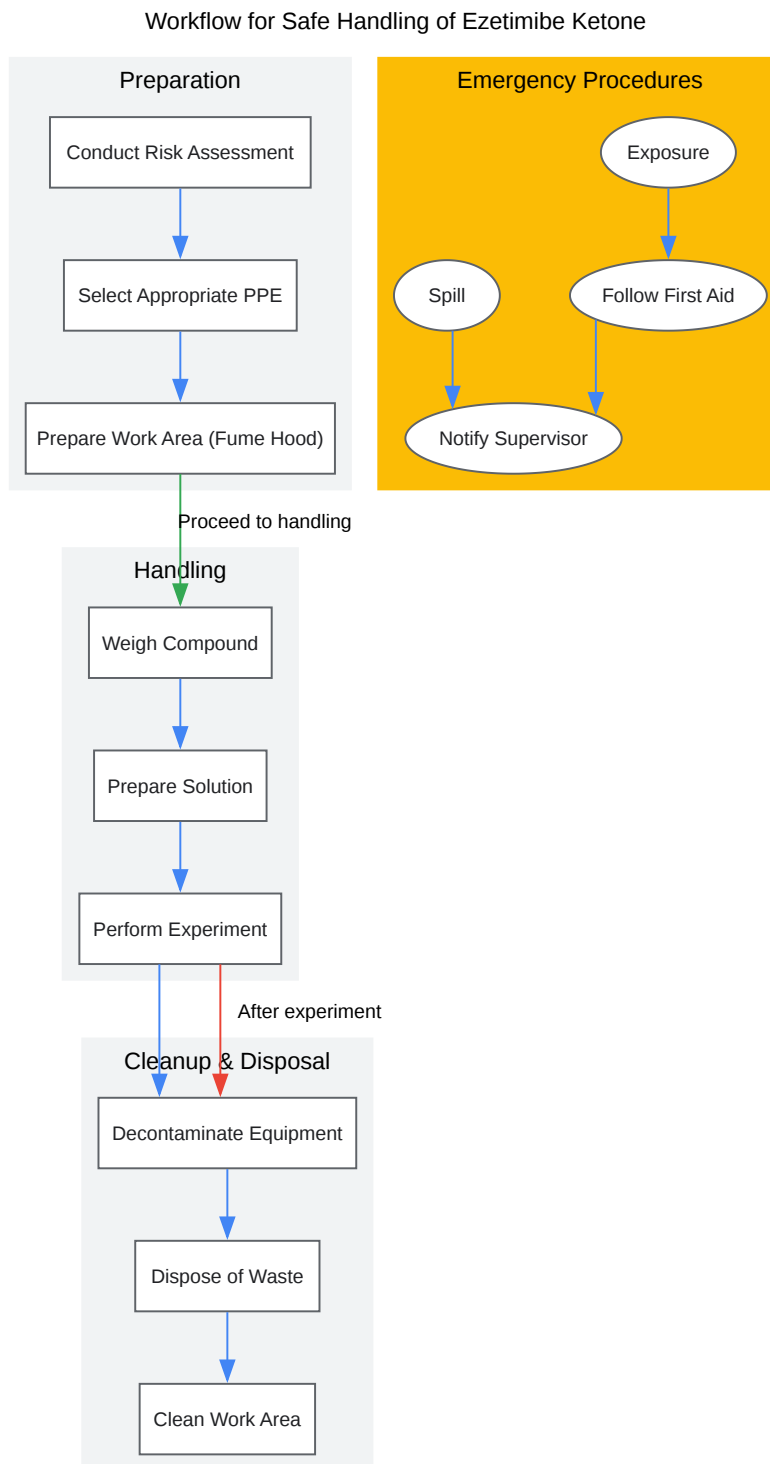 Workflow for Safe Handling of Ezetimibe Ketone
Preparation
Conduct Risk Assessment
Select Appropriate PPE
Prepare Work Area (Fume Hood)
Emergency Procedures
Exposure
Spill
Follow First Aid
Notify Supervisor
Proceed to handling
Handling
Weigh Compound
Prepare Solution
Perform Experiment
After experiment
Cleanup & Disposal
Decontaminate Equipment
Dispose of Waste
Clean Work Area